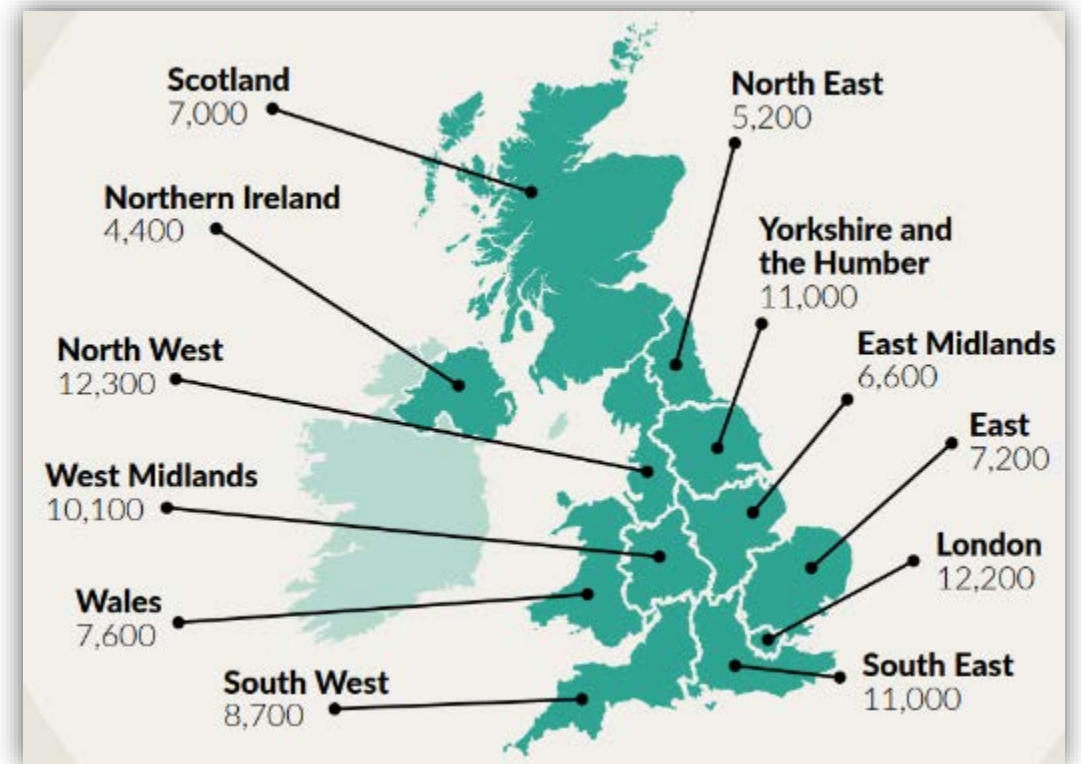 Scotland
7,000
Northern Ireland
4,400
North West
12,300
West Midlands
10,100
Wales
7,600
South West
8,700
North East
5,200
Yorkshire and
the Humber
11,000
East Midlands
6,600
East
7,200
London
12,200
South East
11,000